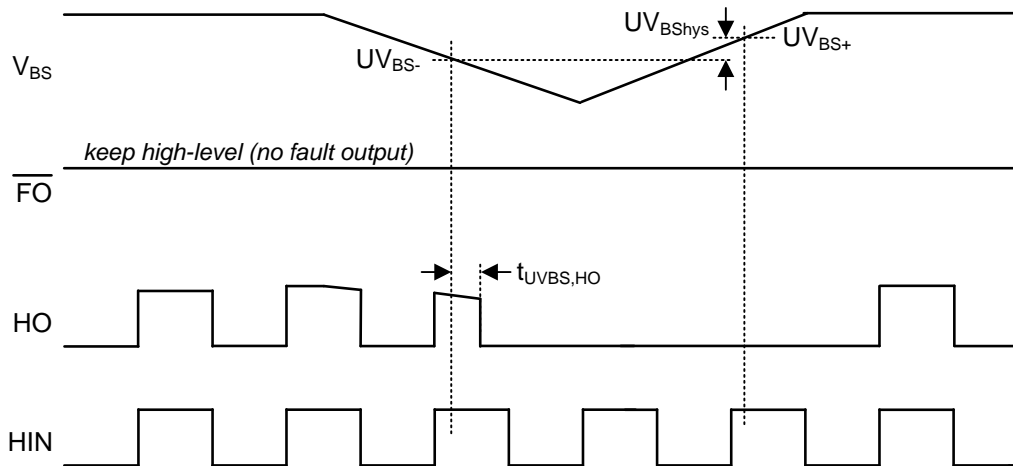 UVBShys
UVBS+
VBS
UVBS-
keep high-level (no fault output)
FO
tUVBS,HO
HO
HIN